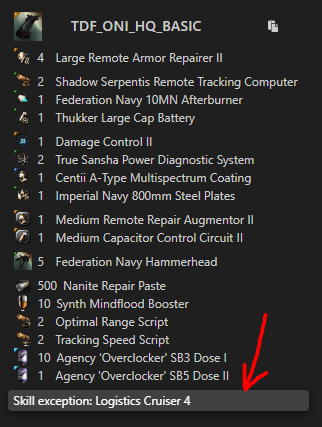 TDF_ONI_HQ_BASIC
4 Large Remote Armor Repairer II
2 Shadow Serpentis Remote Tracking Computer
1 Federation Navy 10MN Afterburner
1 Thukker Large Cap Battery
1 Damage Control II
2 True Sansha Power Diagnostic System
1 Centii A-Type Multispectrum Coating
1 Imperial Navy 800mm Steel Plates
1 Medium Remote Repair Augmentor II
1 Medium Capacitor Control Circuit II
5 Federation Navy Hammerhead
500 Nanite Repair Paste
10 Synth Mindflood Booster
2 Optimal Range Script
2 Tracking Speed Script
10 Agency 'Overclocker' SB3 Dose I
1 Agency 'Overclocker' SB5 Dose II
Skill exception: Logistics Cruiser 4